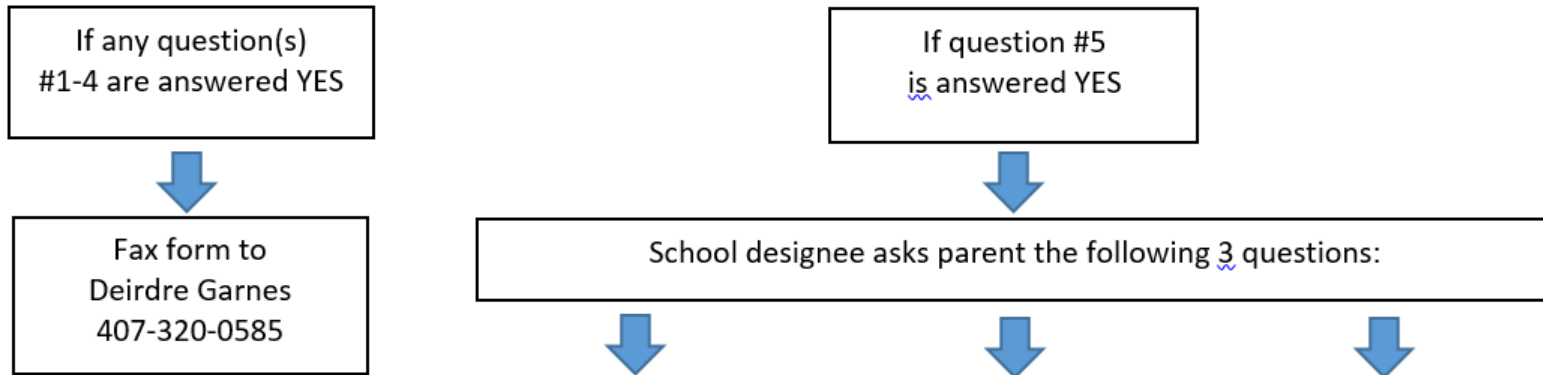 If any question(s)
#1-4 are answered YES
If question #5
is answered YES
Fax form to
Deirdre Garnes
407-320-0585
School designee asks parent the following 3 questions: